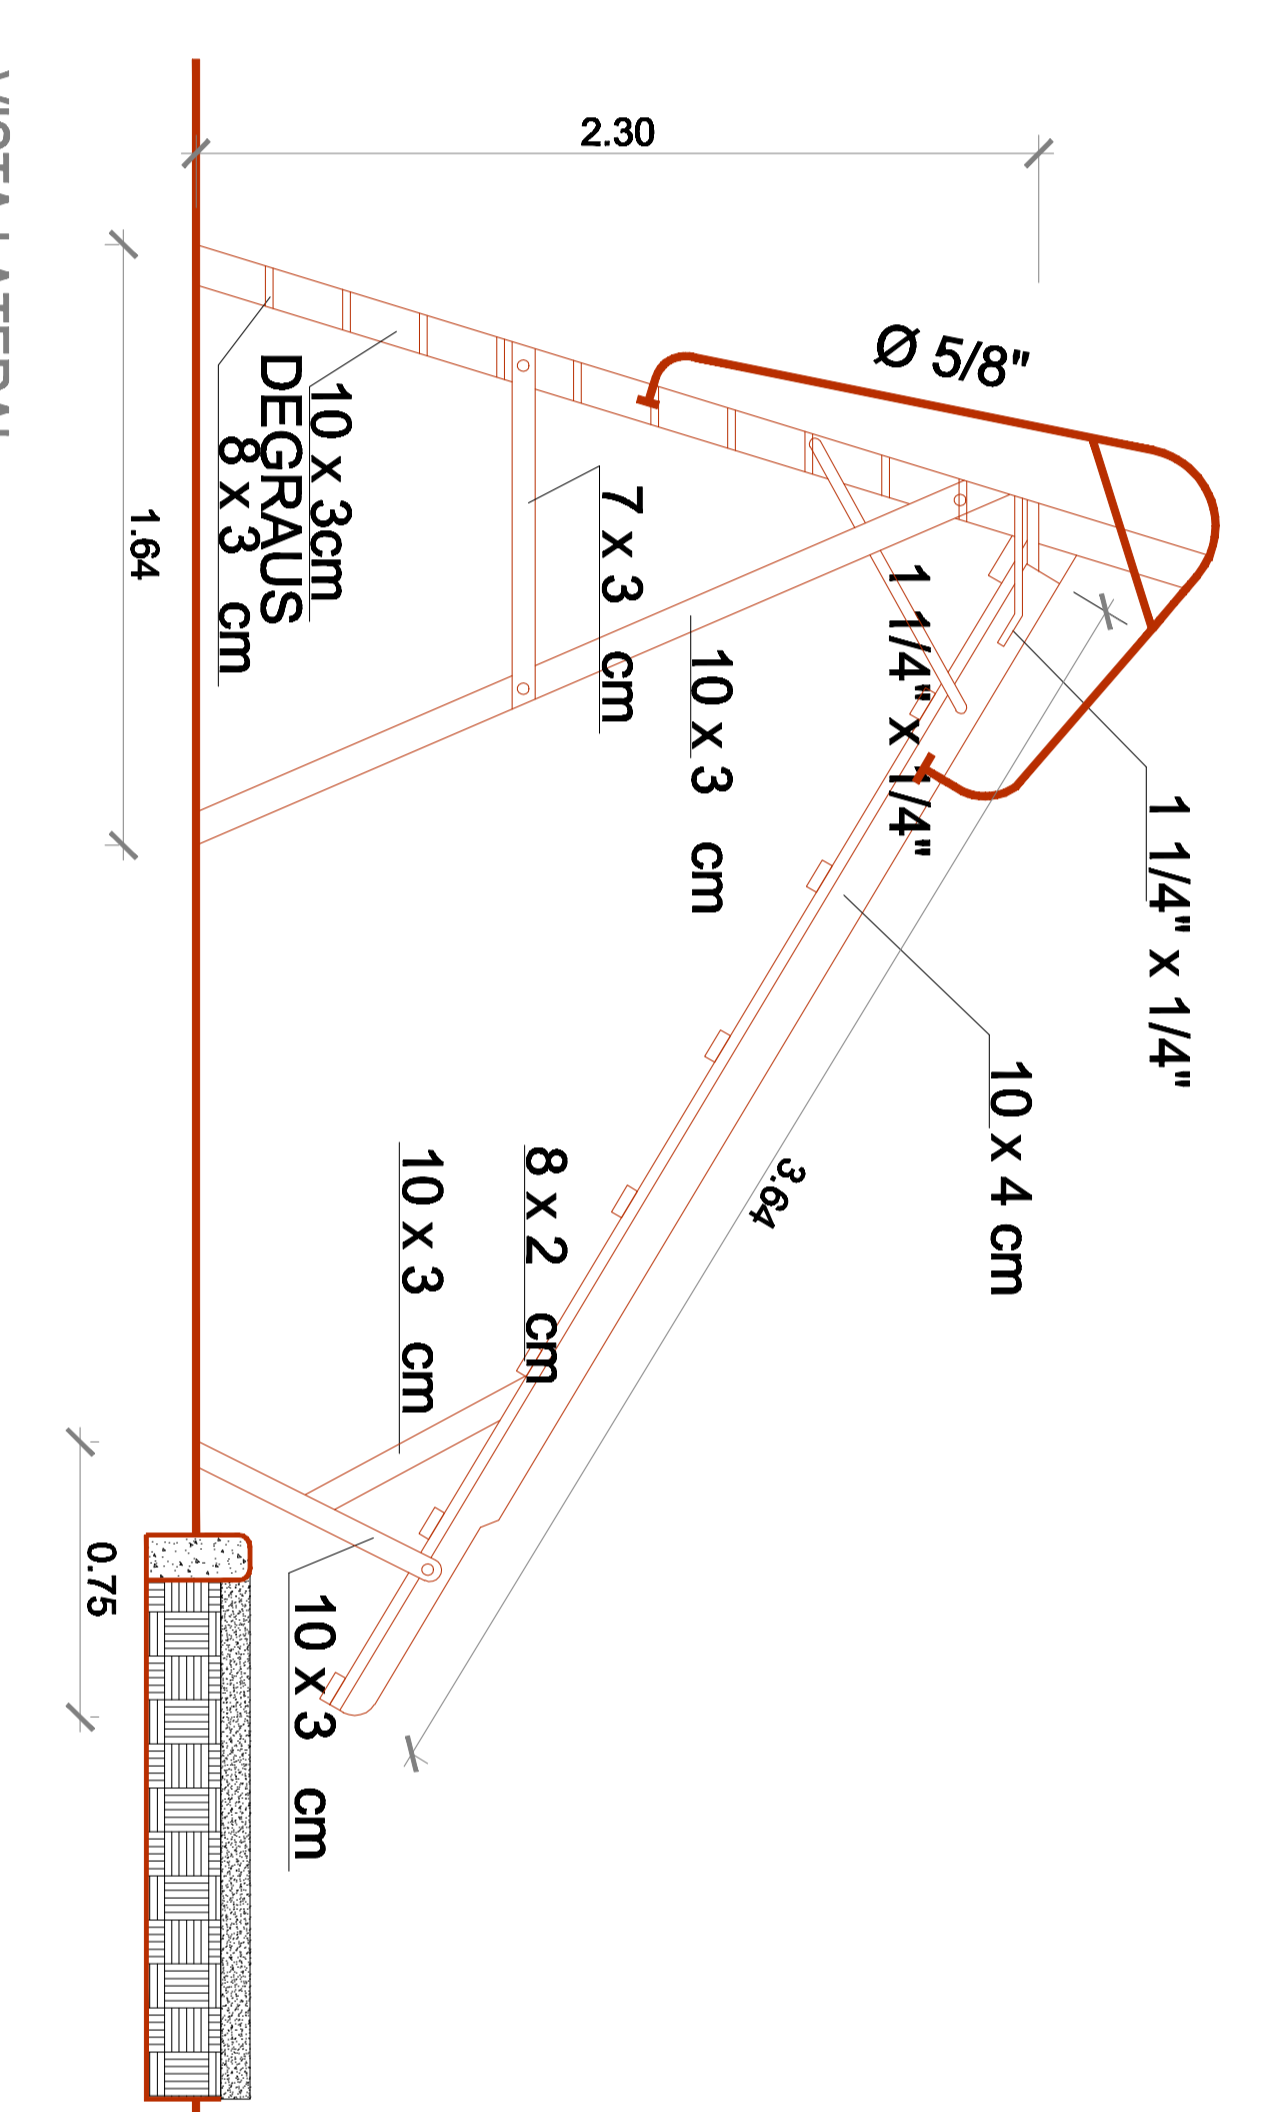 2.30
Ø 5/8"
1 1/4" x 1/4"
10 x 4 cm
1 1/4" x 1/4"
3.64
10 x 3 cm
7 x 3 cm
8 x 2 cm
10 x 3 cm
10 x 3cm
DEGRAUS
8 x 3 cm
10 x 3 cm
1.64
0.75